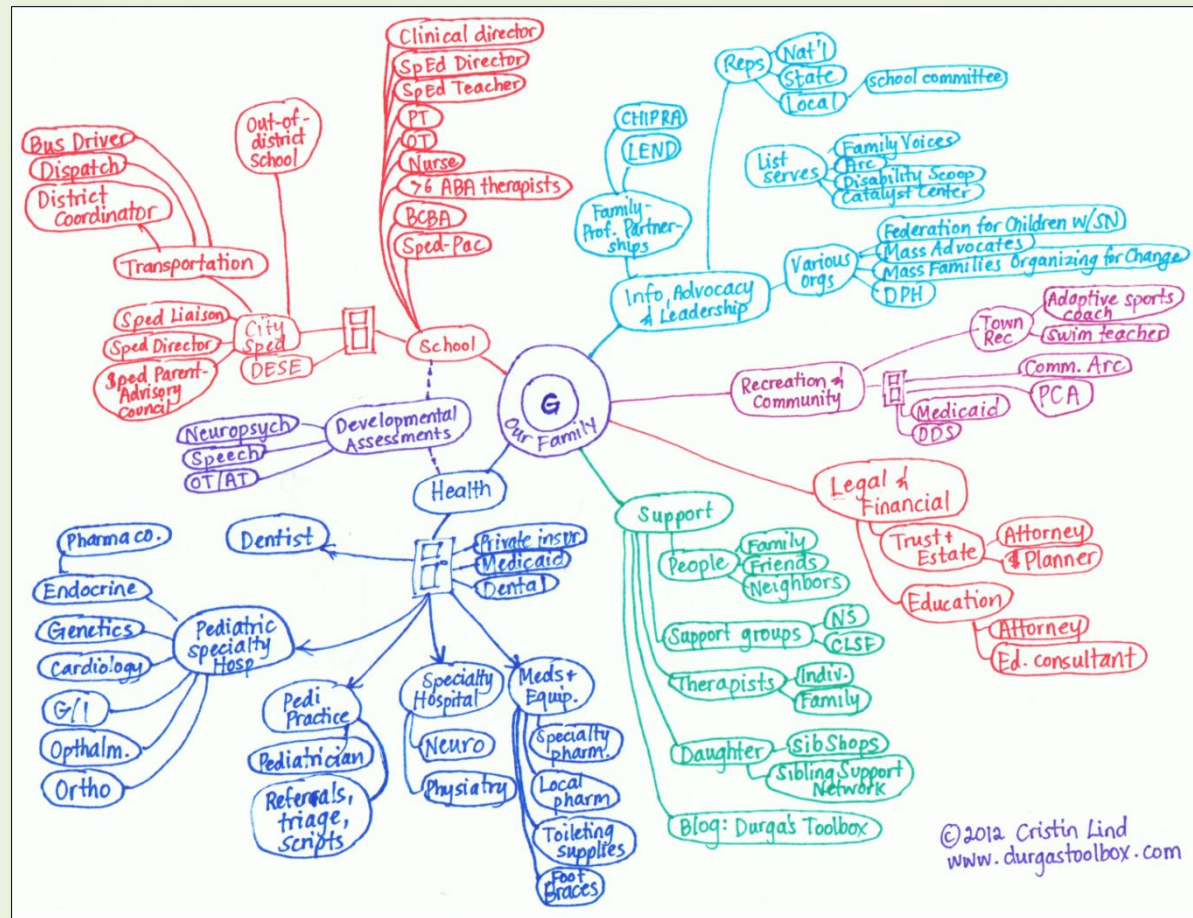 Clinical director
SpEd Director
SpEd Teacher
PT
OT
Nurse
>6 ABA therapists
BCBA
Sped-Pac
Out-of-
district
School
Bus Driver
Dispatch
District
Coordinator
Transportation
Sped Liaison
Sped Director
Sped Parent-
Advisory
Council
City
Sped
DESE
School
Reps
Nat'l
State
Local
school committee
CHIPRA
LEND
Family-
Prof. Partner-
ships
List
serves
Family Voices
Arc
Disability Scoop
Catalyst Center
Various
orgs
Federation for Children W/SN
Mass Advocates
Mass Families Organizing for Change
DPH
Info, Advocacy
& Leadership
Town
Rec
Adaptive sports
coach
Swim teacher
Recreation &
Community
Comm. Arc
PCA
Medicaid
DDS
G
Our Family
Neuropsych
Speech
OT/AT
Developmental
Assessments
Health
Dentist
Private insur.
Medicaid
Dental
Pharma co.
Endocrine
Genetics
Cardiology
G/I
Opthalm.
Ortho
Pediatric
specialty
Hosp
Pedi
Practice
Pediatrician
Referrals,
triage,
scripts
Specialty
Hospital
Neuro
Physiatry
Meds +
Equip.
Specialty
pharm.
Local
pharm
Toileting
supplies
Foot
Braces
Support
People
Family
Friends
Neighbors
Support groups
NS
CLSF
Therapists
Indiv.
Family
Daughter
SibShops
Sibling Support
Network
Blog: Durga's Toolbox
Legal &
Financial
Trust +
Estate
Attorney
$ Planner
Education
Attorney
Ed. consultant
©2012 Cristin Lind
www.durgastoolbox.com